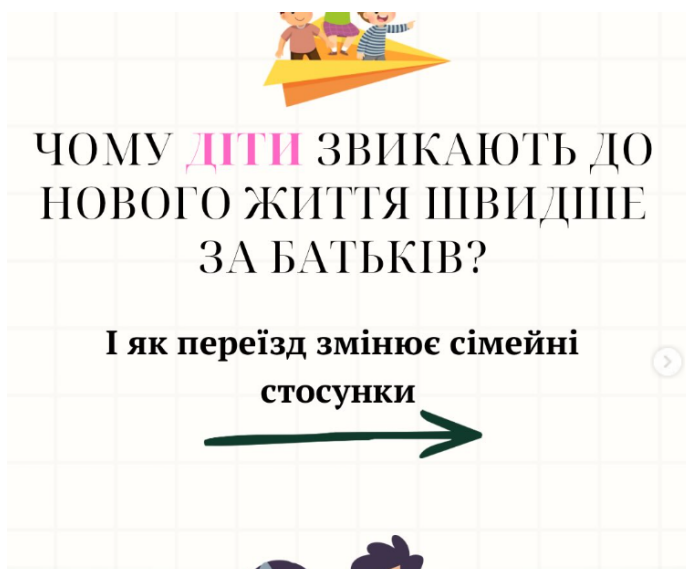 ЧОМУ ДІТИ ЗВИКАЮТЬ ДО
НОВОГО ЖИТТЯ ШВИДШЕ
ЗА БАТЬКІВ?
І як переїзд змінює сімейні
стосунки